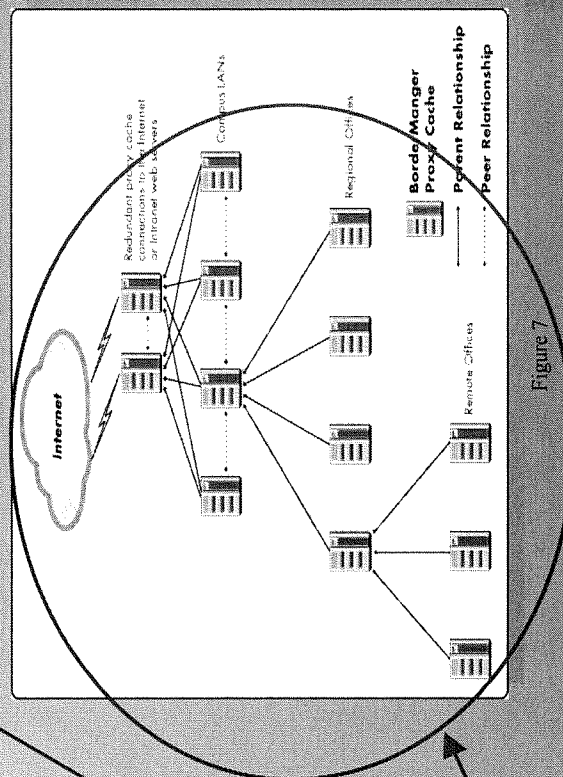 Internet
Redundant proxy cache
connections to the Internet
or Intranet web servers
Campus LANs
Regional Offices
Remote Offices
BorderManger
Proxy Cache
Parent Relationship
Peer Relationship
Figure 7